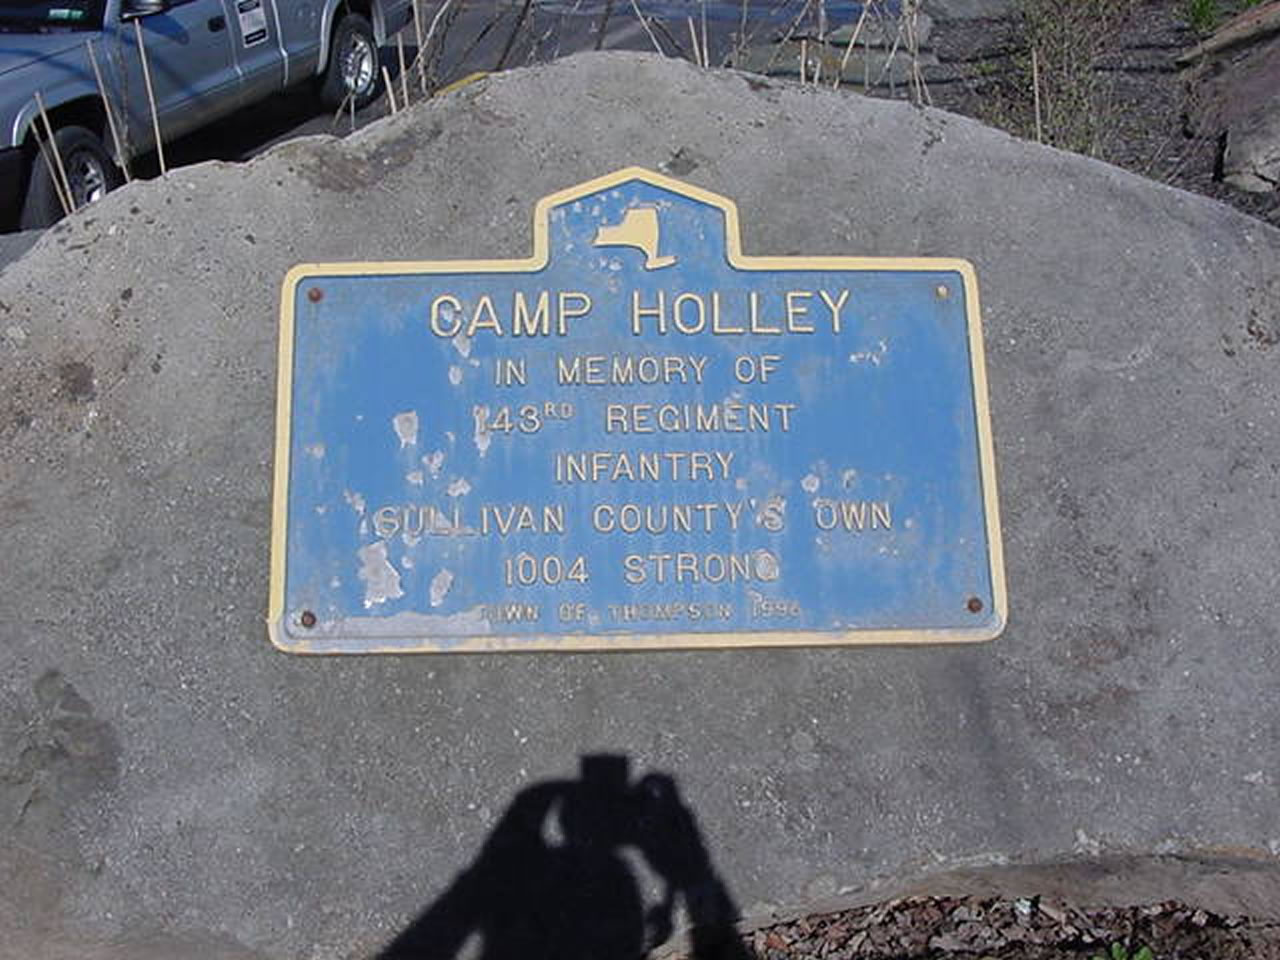 CAMP HOLLEY
IN MEMORY OF
143RD REGIMENT
INFANTRY
SULLIVAN COUNTY'S OWN
1004 STRONG
TOWN OF THOMPSON